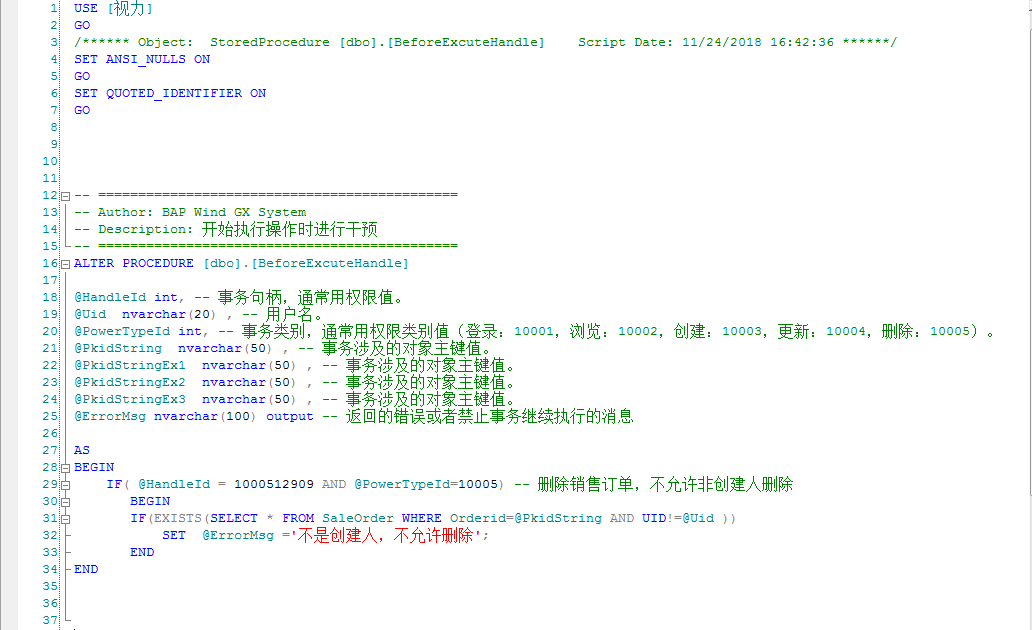 1 USE [视力]
2 GO
3 /****** Object:  StoredProcedure [dbo].[BeforeExcuteHandle]    Script Date: 11/24/2018 16:42:36 ******/
4 SET ANSI_NULLS ON
5 GO
6 SET QUOTED_IDENTIFIER ON
7 GO
8
9
10
11
12 -- =============================================
13 -- Author: BAP Wind GX System
14 -- Description: 开始执行操作时进行干预
15 -- =============================================
16 ALTER PROCEDURE [dbo].[BeforeExcuteHandle]
17
18 @HandleId int, -- 事务句柄，通常用权限值。
19 @Uid  nvarchar(20) , -- 用户名。
20 @PowerTypeId int, -- 事务类别，通常用权限类别值（登录：10001，浏览：10002，创建：10003，更新：10004，删除：10005）。
21 @PkidString  nvarchar(50) , -- 事务涉及的对象主键值。
22 @PkidStringEx1  nvarchar(50) , -- 事务涉及的对象主键值。
23 @PkidStringEx2  nvarchar(50) , -- 事务涉及的对象主键值。
24 @PkidStringEx3  nvarchar(50) , -- 事务涉及的对象主键值。
25 @ErrorMsg nvarchar(100) output -- 返回的错误或者禁止事务继续执行的消息
26
27 AS
28 BEGIN
29     IF( @HandleId = 1000512909 AND @PowerTypeId=10005) -- 删除销售订单，不允许非创建人删除
30        BEGIN
31        IF(EXISTS(SELECT * FROM SaleOrder WHERE Orderid=@PkidString AND UID!=@Uid ))
32            SET  @ErrorMsg ='不是创建人，不允许删除';
33        END
34 END
35
36
37